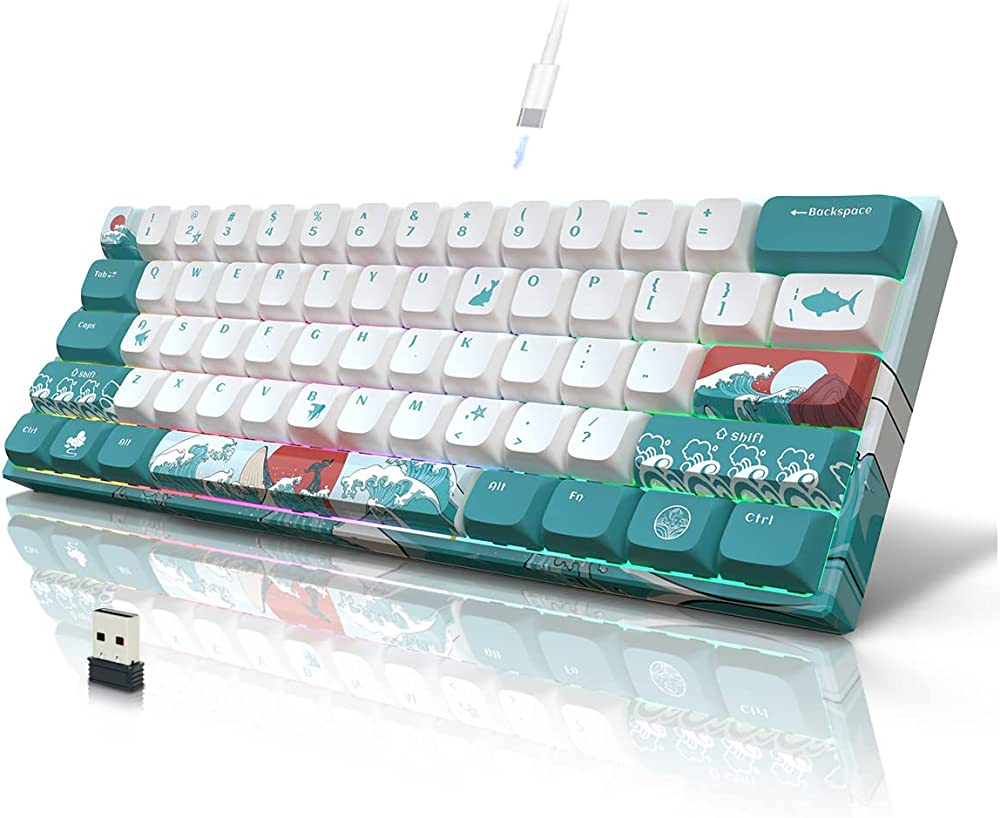 ! @ # $ % ^ & * ( ) - +
1 2 3 4 5 6 7 8 9 0 _ =
←Backspace
Tab⇄ Q W E R T Y U I O P { } ¦
[ ]
Caps A S D F G H J K L : "
; '
⇧ Shift Z X C V B N M < > ?
, . /
⇧ Shift
Ctrl Alt Alt Fn Ctrl